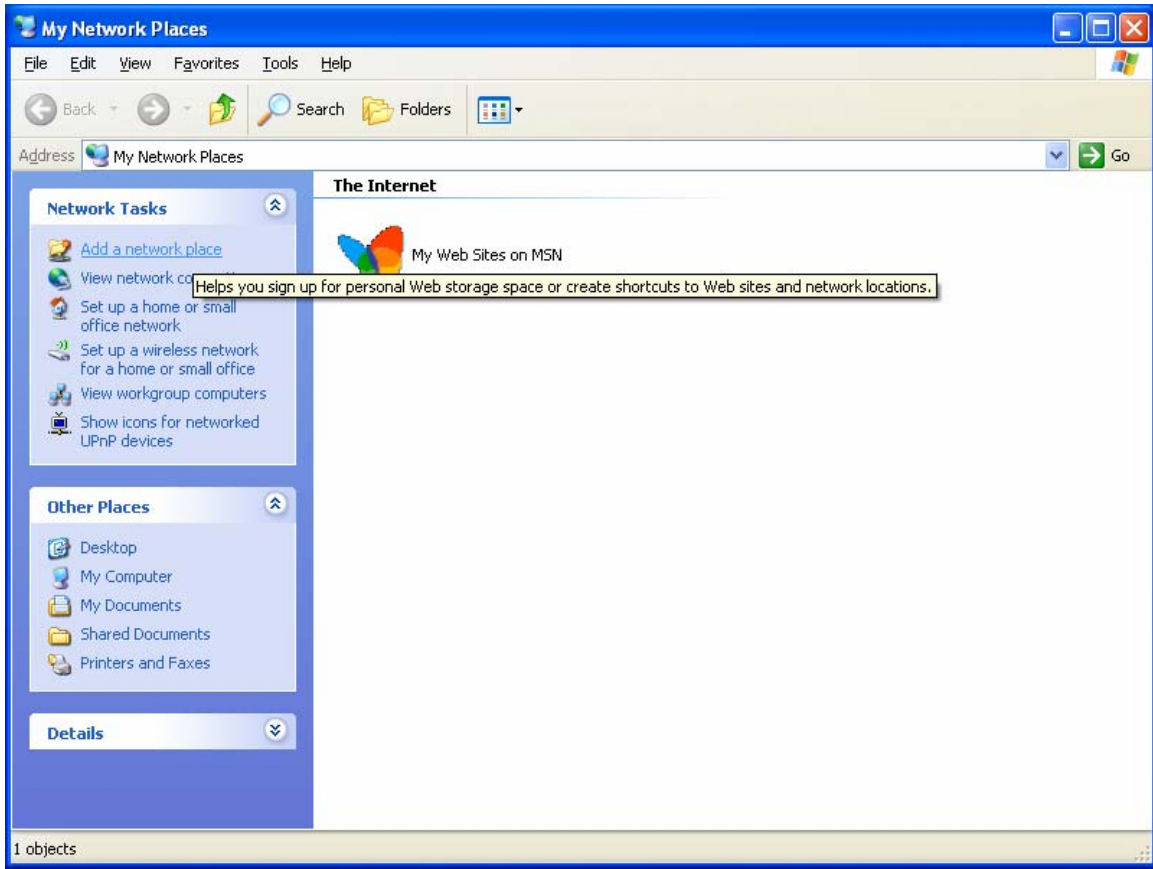 My Network Places
File Edit View Favorites Tools Help
Back Search Folders
Address My Network Places Go
Network Tasks
Add a network place
View network co
Set up a home or small
office network
Set up a wireless network
for a home or small office
View workgroup computers
Show icons for networked
UPnP devices
Other Places
Desktop
My Computer
My Documents
Shared Documents
Printers and Faxes
Details
The Internet
My Web Sites on MSN
Helps you sign up for personal Web storage space or create shortcuts to Web sites and network locations.
1 objects